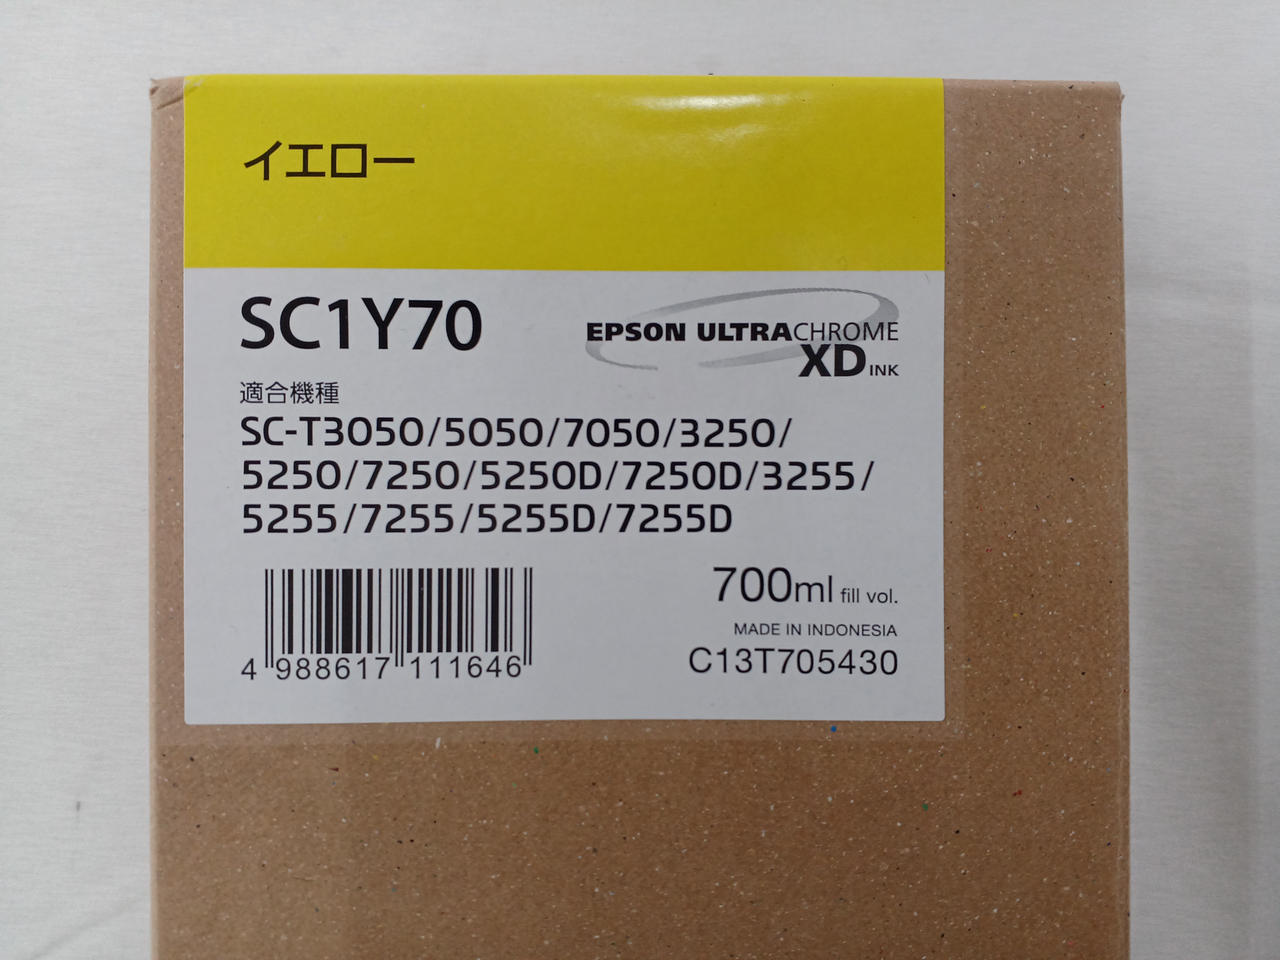 イエロー
SC1Y70
EPSON ULTRACHROME
XD INK
適合機種
SC-T3050/5050/7050/3250/
5250/7250/5250D/7250D/3255/
5255/7255/5255D/7255D
700ml fill vol.
MADE IN INDONESIA
C13T705430
4 988617 111646